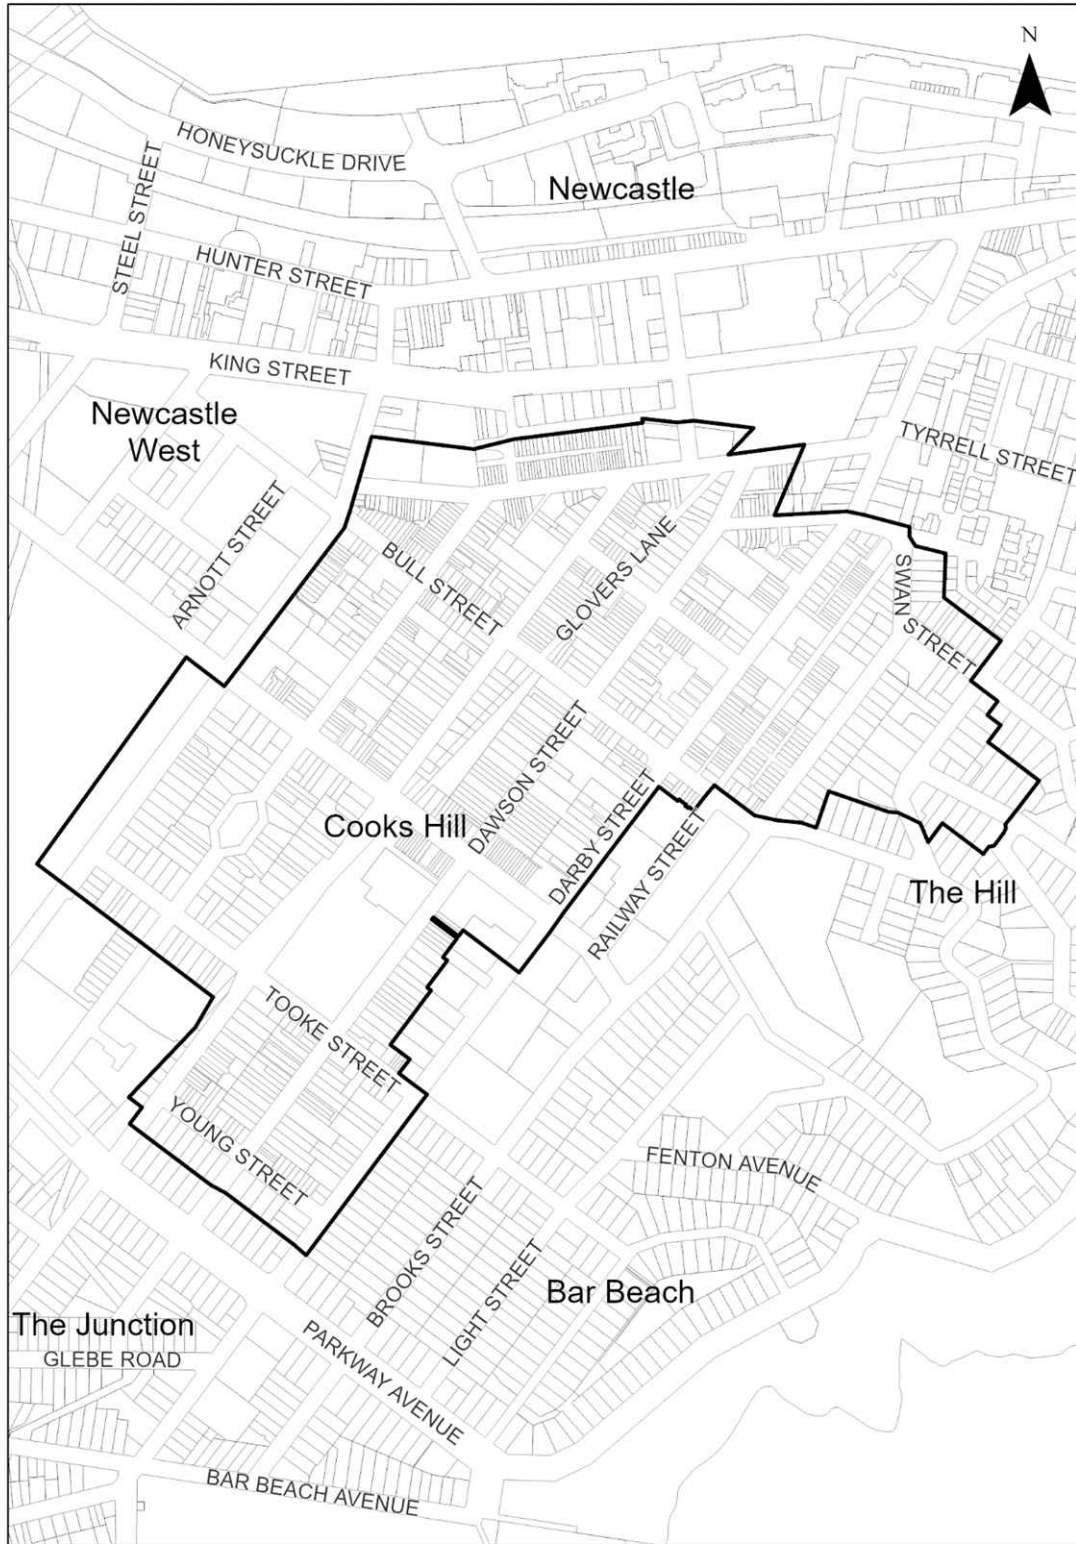 N
HONEYSUCKLE DRIVE
Newcastle
STEEL STREET
HUNTER STREET
KING STREET
Newcastle
West
TYRRELL STREET
ARNOTT STREET
BULL STREET
GLOVERS LANE
SWAN
STREET
DAWSON STREET
Cooks Hill
DARBY STREET
RAILWAY STREET
The Hill
TOOKE STREET
YOUNG STREET
FENTON AVENUE
BROOKS STREET
LIGHT STREET
Bar Beach
The Junction
GLEBE ROAD
PARKWAY AVENUE
BAR BEACH AVENUE